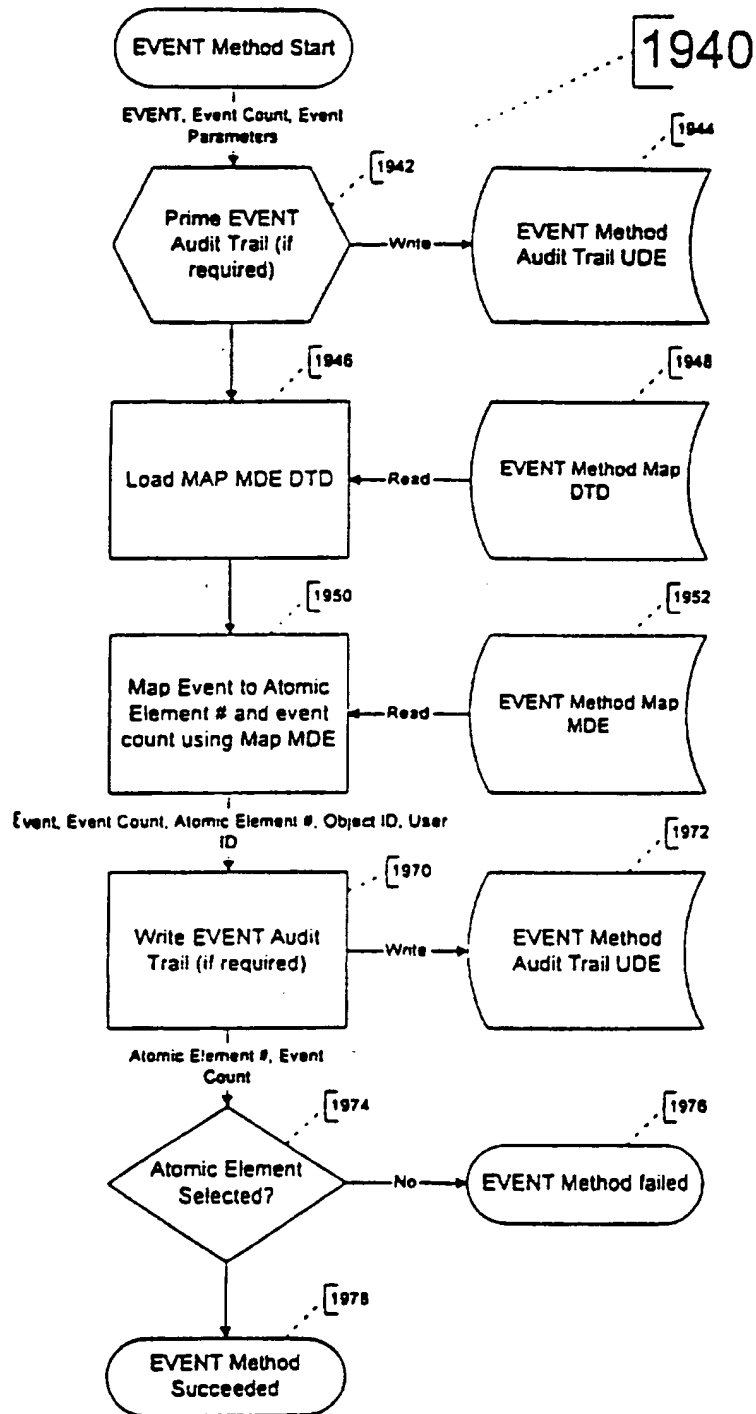 EVENT Method Start
1940
EVENT, Event Count, Event
Parameters
1942
1944
Prime EVENT
Audit Trail (if
required)
Write
EVENT Method
Audit Trail UDE
1946
1948
Load MAP MDE DTD
Read
EVENT Method Map
DTD
1950
1952
Map Event to Atomic
Element # and event
count using Map MDE
Read
EVENT Method Map
MDE
Event, Event Count, Atomic Element #, Object ID, User
ID
1970
1972
Write EVENT Audit
Trail (if required)
Write
EVENT Method
Audit Trail UDE
Atomic Element #, Event
Count
1974
1976
Atomic Element
Selected?
No
EVENT Method failed
1978
EVENT Method
Succeeded